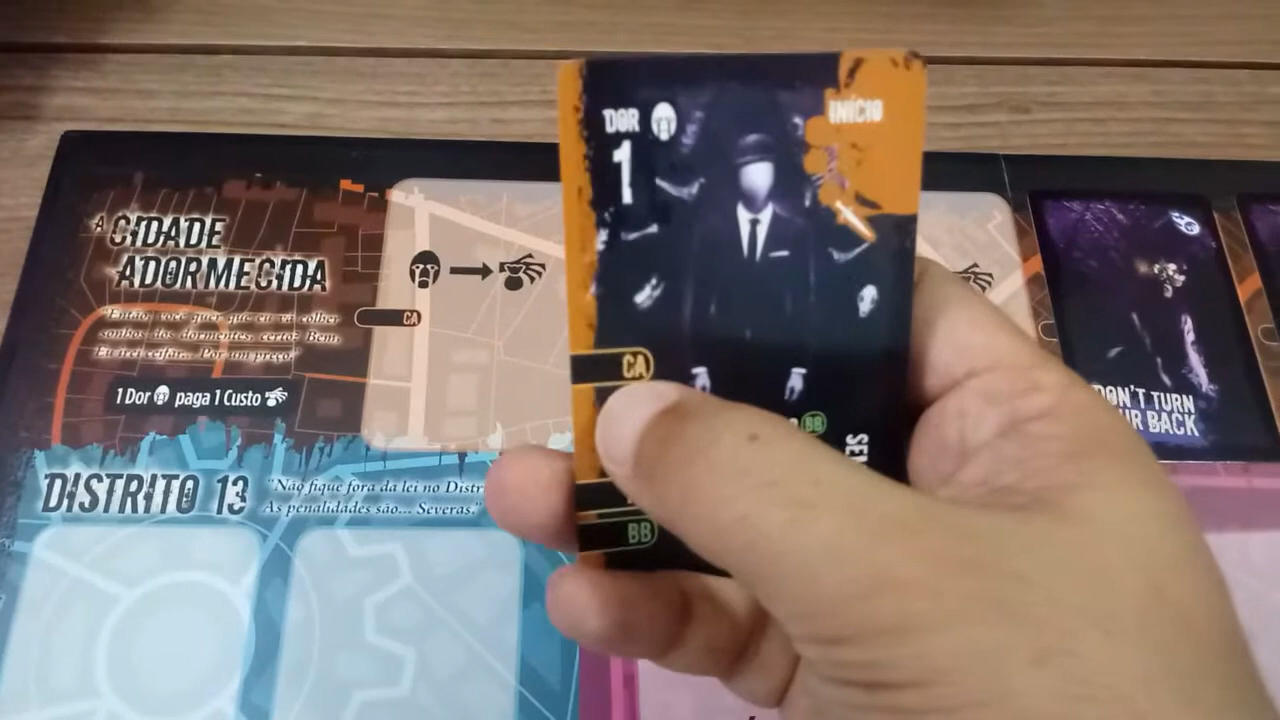 A CIDADE
ADORMECIDA
"Então, você quer que eu vá colher
sonhos dos dormentes, certo? Bem,
Eu irei ceifar... Por um preço."
CA
1 Dor paga 1 Custo
DISTRITO 13
"Não fique fora da lei no Distr
As penalidades são... Severas."
DOR
1
INÍCIO
CA
BB
BB
DON'T TURN
UR BACK